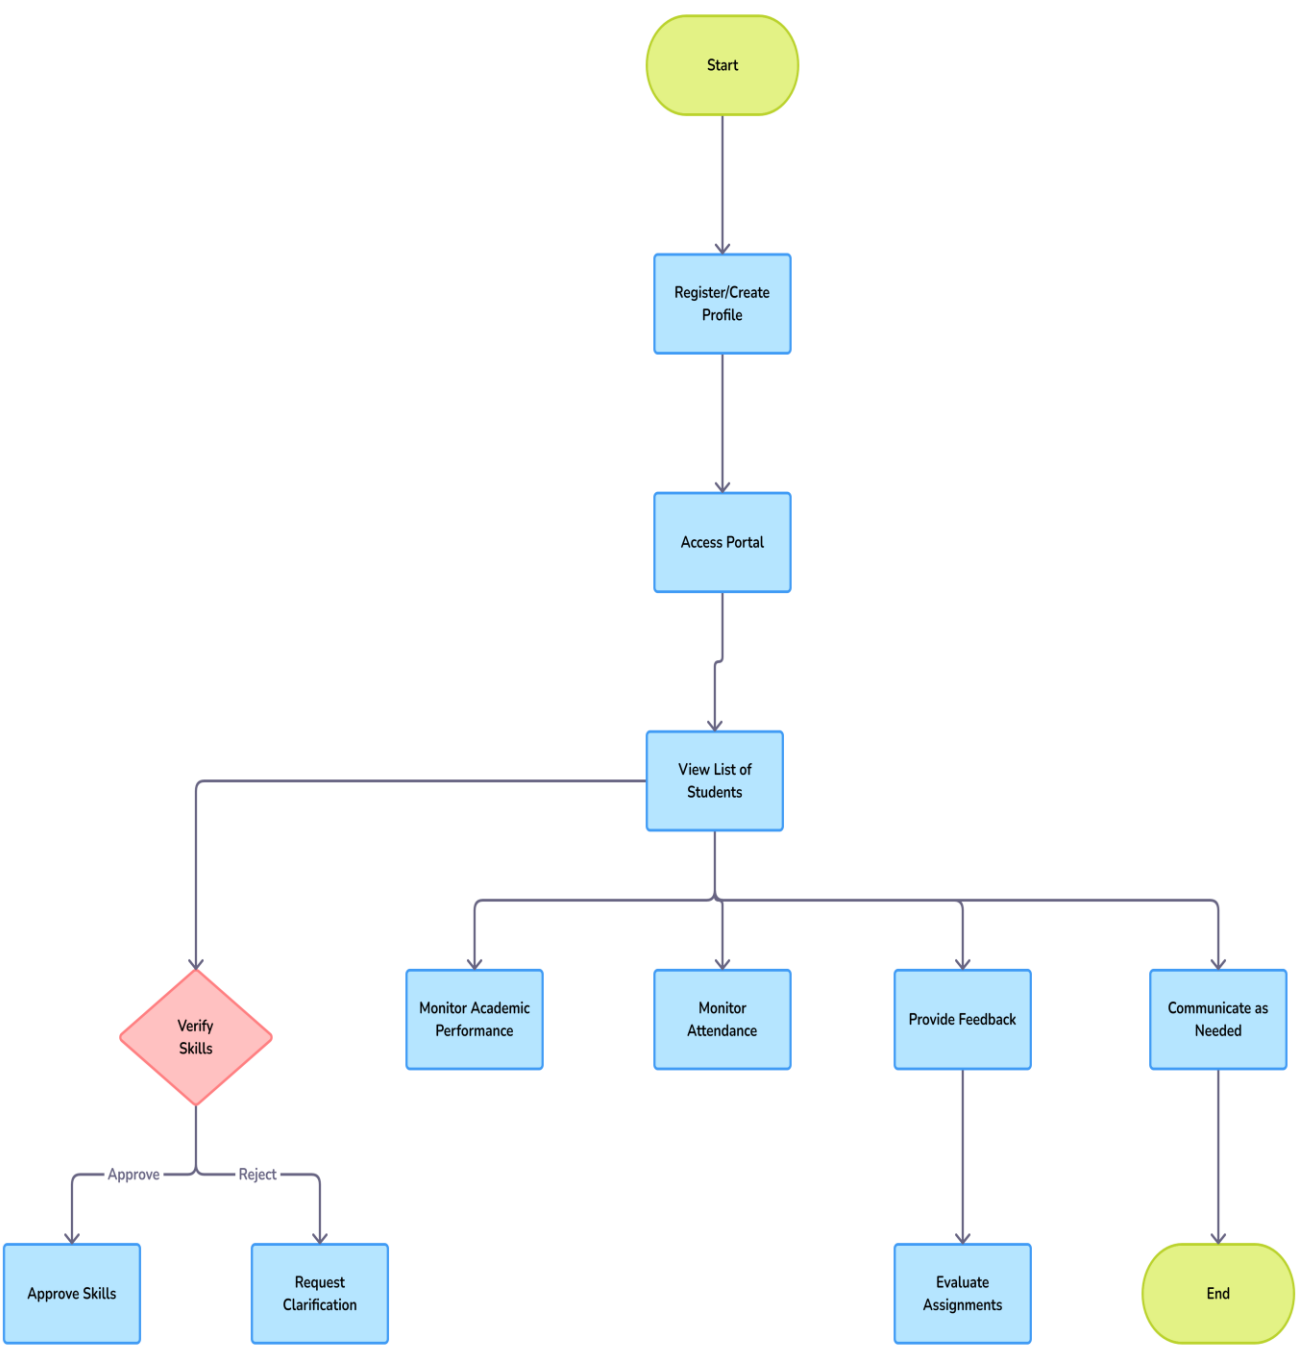 Start
Register/Create
Profile
Access Portal
View List of
Students
Verify
Skills
Monitor Academic
Performance
Monitor
Attendance
Provide Feedback
Communicate as
Needed
Approve
Reject
Approve Skills
Request
Clarification
Evaluate
Assignments
End